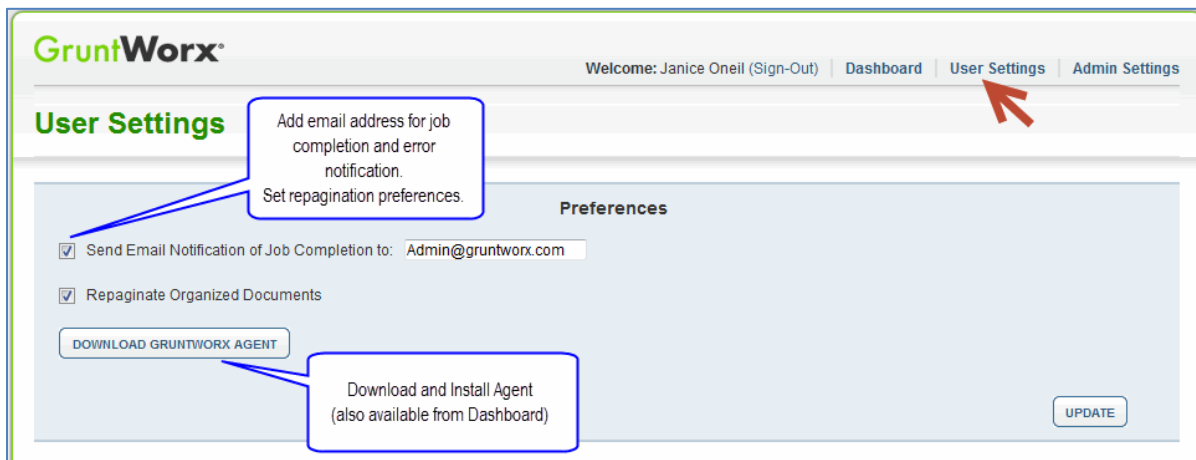 GruntWorx®
Welcome: Janice Oneil (Sign-Out) Dashboard User Settings Admin Settings
User Settings
Add email address for job
completion and error
notification.
Set repagination preferences.
Preferences
Send Email Notification of Job Completion to: Admin@gruntworx.com
Repaginate Organized Documents
DOWNLOAD GRUNTWORX AGENT
Download and Install Agent
(also available from Dashboard)
UPDATE